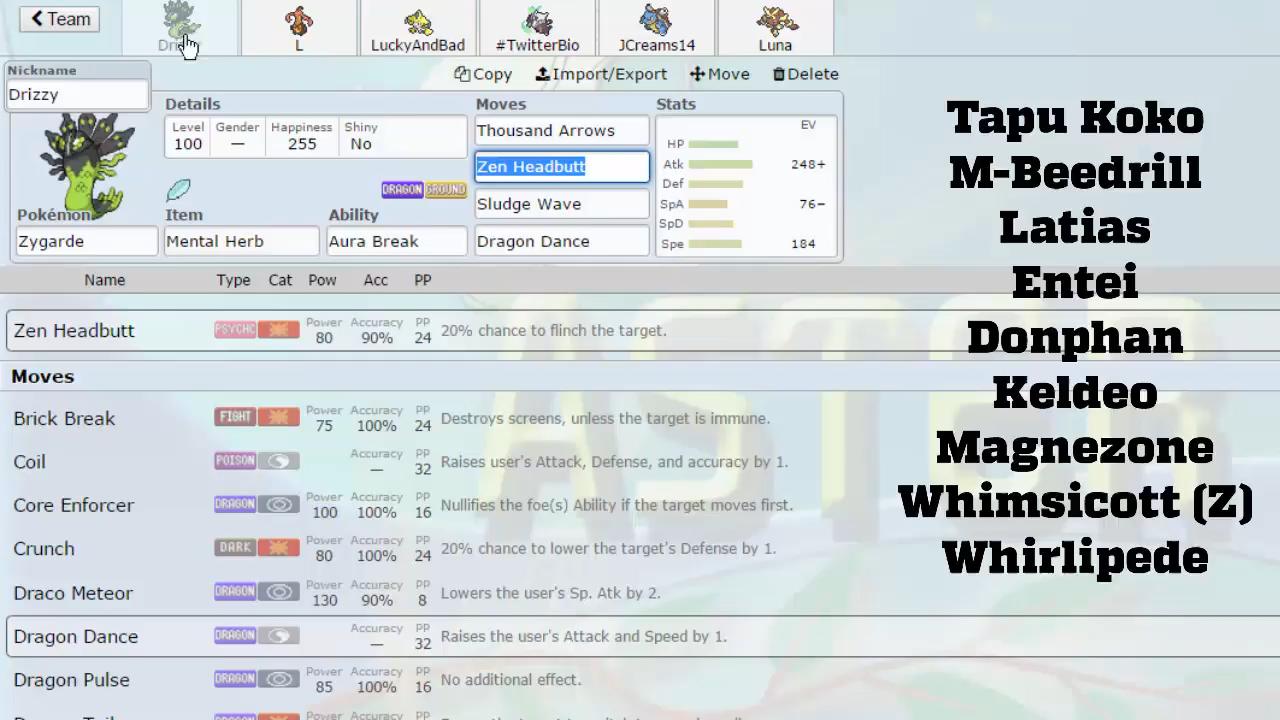 Team
L
LuckyAndBad
#TwitterBio
JCreams14
Luna
Nickname
Drizzy
Copy
Import/Export
Move
Delete
Details
Level
100
Gender
—
Happiness
255
Shiny
No
Moves
Thousand Arrows
Zen Headbutt
Sludge Wave
Dragon Dance
Stats
EV
HP
Atk 248+
Def
SpA 76−
SpD
Spe 184
DRAGON GROUND
Pokémon
Zygarde
Item
Mental Herb
Ability
Aura Break
Name Type Cat Pow Acc PP
Zen Headbutt PSYCHC Power 80 Accuracy 90% PP 24 20% chance to flinch the target.
Moves
Brick Break FIGHT Power 75 Accuracy 100% PP 24 Destroys screens, unless the target is immune.
Coil POISON Accuracy — PP 32 Raises user's Attack, Defense, and accuracy by 1.
Core Enforcer DRAGON Power 100 Accuracy 100% PP 16 Nullifies the foe(s) Ability if the target moves first.
Crunch DARK Power 80 Accuracy 100% PP 24 20% chance to lower the target's Defense by 1.
Draco Meteor DRAGON Power 130 Accuracy 90% PP 8 Lowers the user's Sp. Atk by 2.
Dragon Dance DRAGON Accuracy — PP 32 Raises the user's Attack and Speed by 1.
Dragon Pulse DRAGON Power 85 Accuracy 100% PP 16 No additional effect.
Power Accuracy PP
Tapu Koko
M-Beedrill
Latias
Entei
Donphan
Keldeo
Magnezone
Whimsicott (Z)
Whirlipede